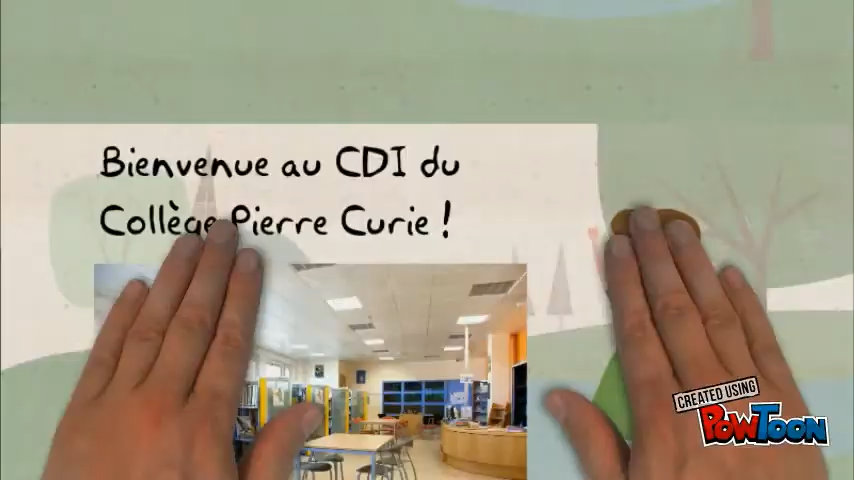 Bienvenue au CDI du
Collège Pierre Curie !
CREATED USING
POWTOON